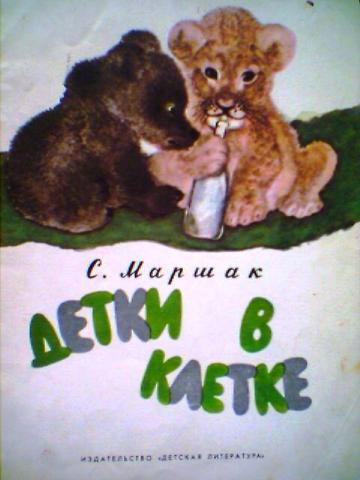 С. Маршак
ДЕТКИ В
КЛЕТКЕ
ИЗДАТЕЛЬСТВО «ДЕТСКАЯ ЛИТЕРАТУРА»